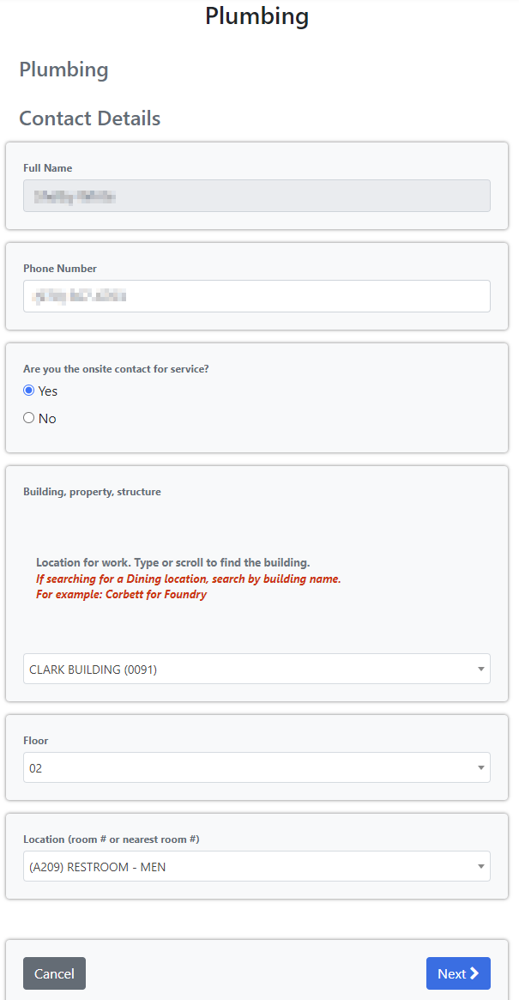 Plumbing
Plumbing
Contact Details
Full Name
Phone Number
Are you the onsite contact for service?
Yes
No
Building, property, structure
Location for work. Type or scroll to find the building.
If searching for a Dining location, search by building name.
For example: Corbett for Foundry
CLARK BUILDING (0091)
Floor
02
Location (room # or nearest room #)
(A209) RESTROOM - MEN
Cancel
Next